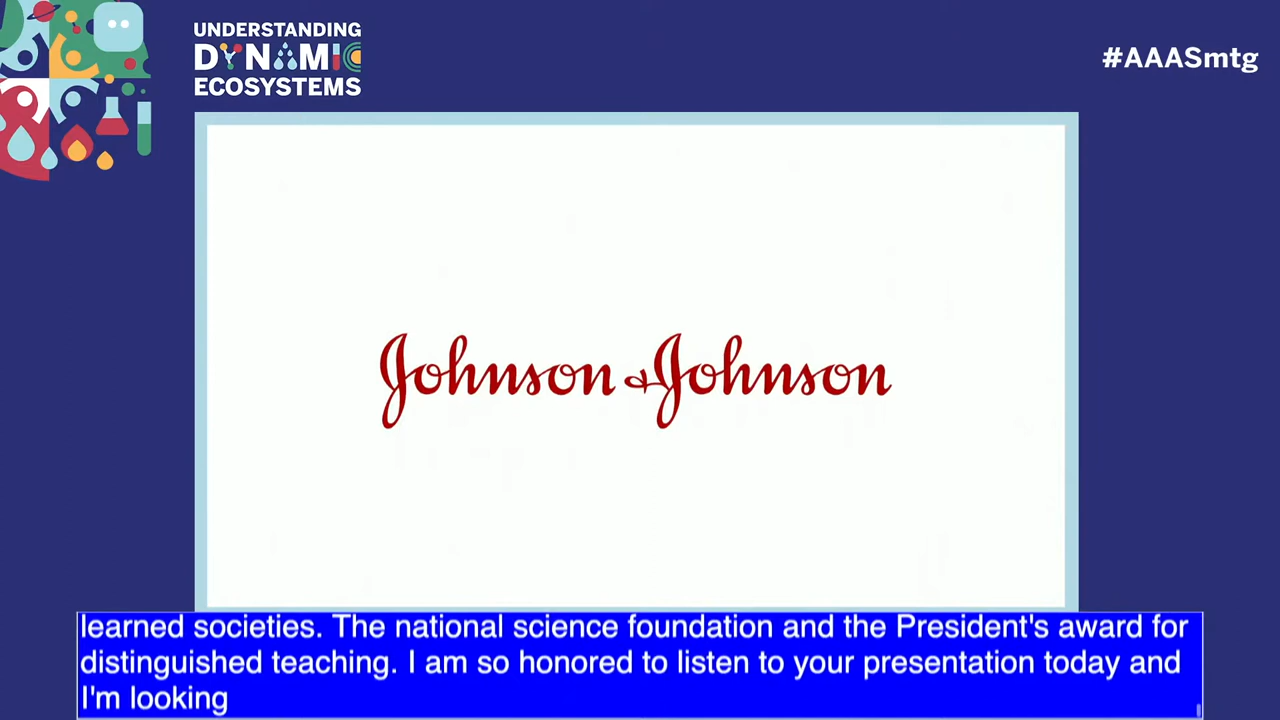 UNDERSTANDING
DYNAMIC
ECOSYSTEMS
#AAASmtg
Johnson & Johnson
learned societies. The national science foundation and the President's award for
distinguished teaching. I am so honored to listen to your presentation today and
I'm looking